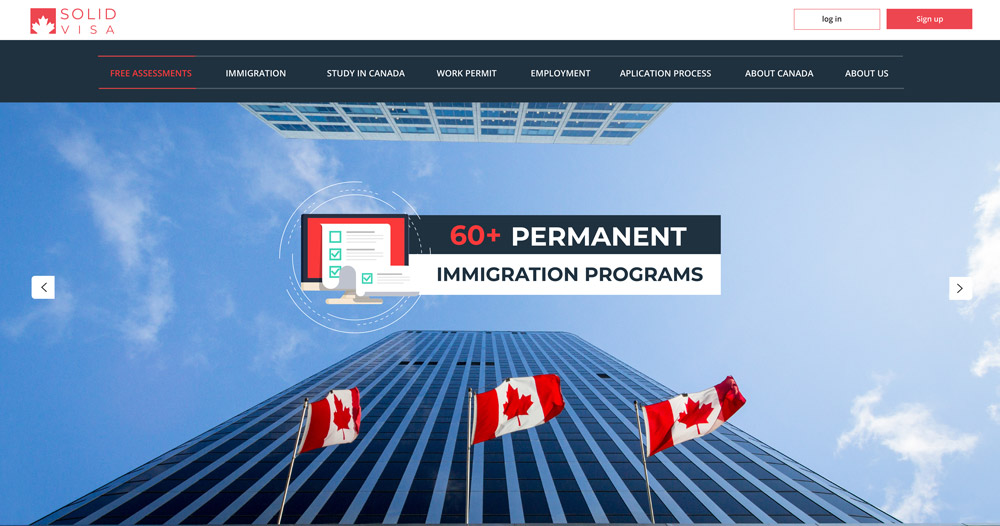 SOLID
VISA
log in
Sign up
FREE ASSESSMENTS
IMMIGRATION
STUDY IN CANADA
WORK PERMIT
EMPLOYMENT
APLICATION PROCESS
ABOUT CANADA
ABOUT US
60+ PERMANENT
IMMIGRATION PROGRAMS